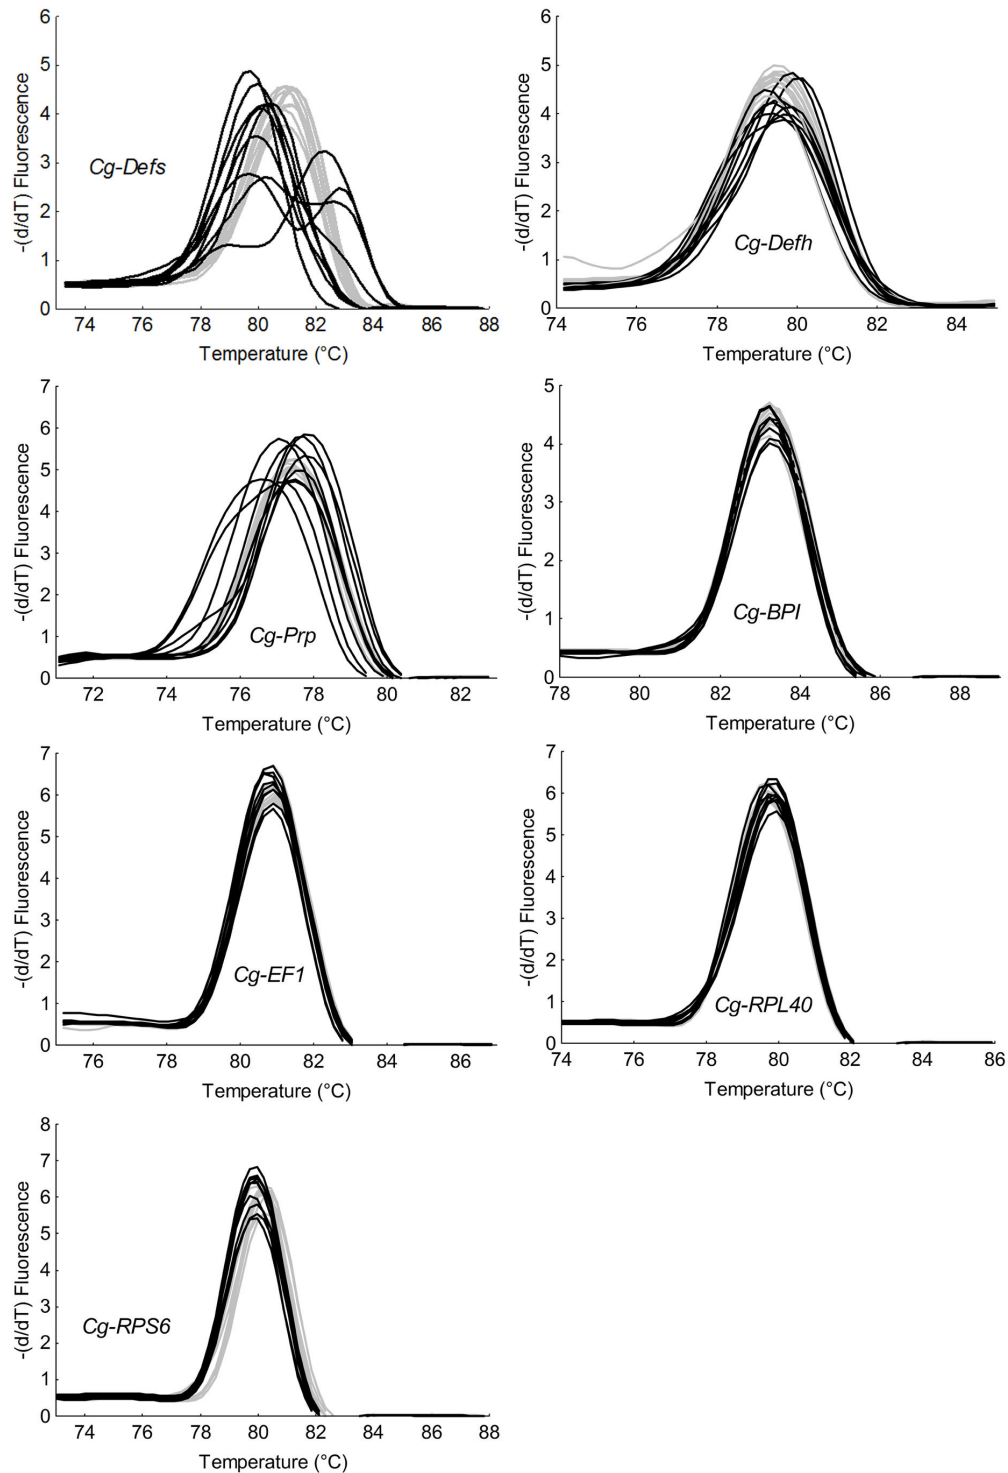 6
5
4
3
2
1
0
-(d/dT) Fluorescence
Cg-Defs
74 76 78 80 82 84 86 88
Temperature (°C)
6
5
4
3
2
1
0
-(d/dT) Fluorescence
Cg-Defh
74 76 78 80 82 84
Temperature (°C)
7
6
5
4
3
2
1
0
-(d/dT) Fluorescence
Cg-Prp
72 74 76 78 80 82
Temperature (°C)
5
4
3
2
1
0
-(d/dT) Fluorescence
Cg-BPI
78 80 82 84 86 88
Temperature (°C)
7
6
5
4
3
2
1
0
-(d/dT) Fluorescence
Cg-EF1
76 78 80 82 84 86
Temperature (°C)
7
6
5
4
3
2
1
0
-(d/dT) Fluorescence
Cg-RPL40
74 76 78 80 82 84 86
Temperature (°C)
8
7
6
5
4
3
2
1
0
-(d/dT) Fluorescence
Cg-RPS6
74 76 78 80 82 84 86 88
Temperature (°C)